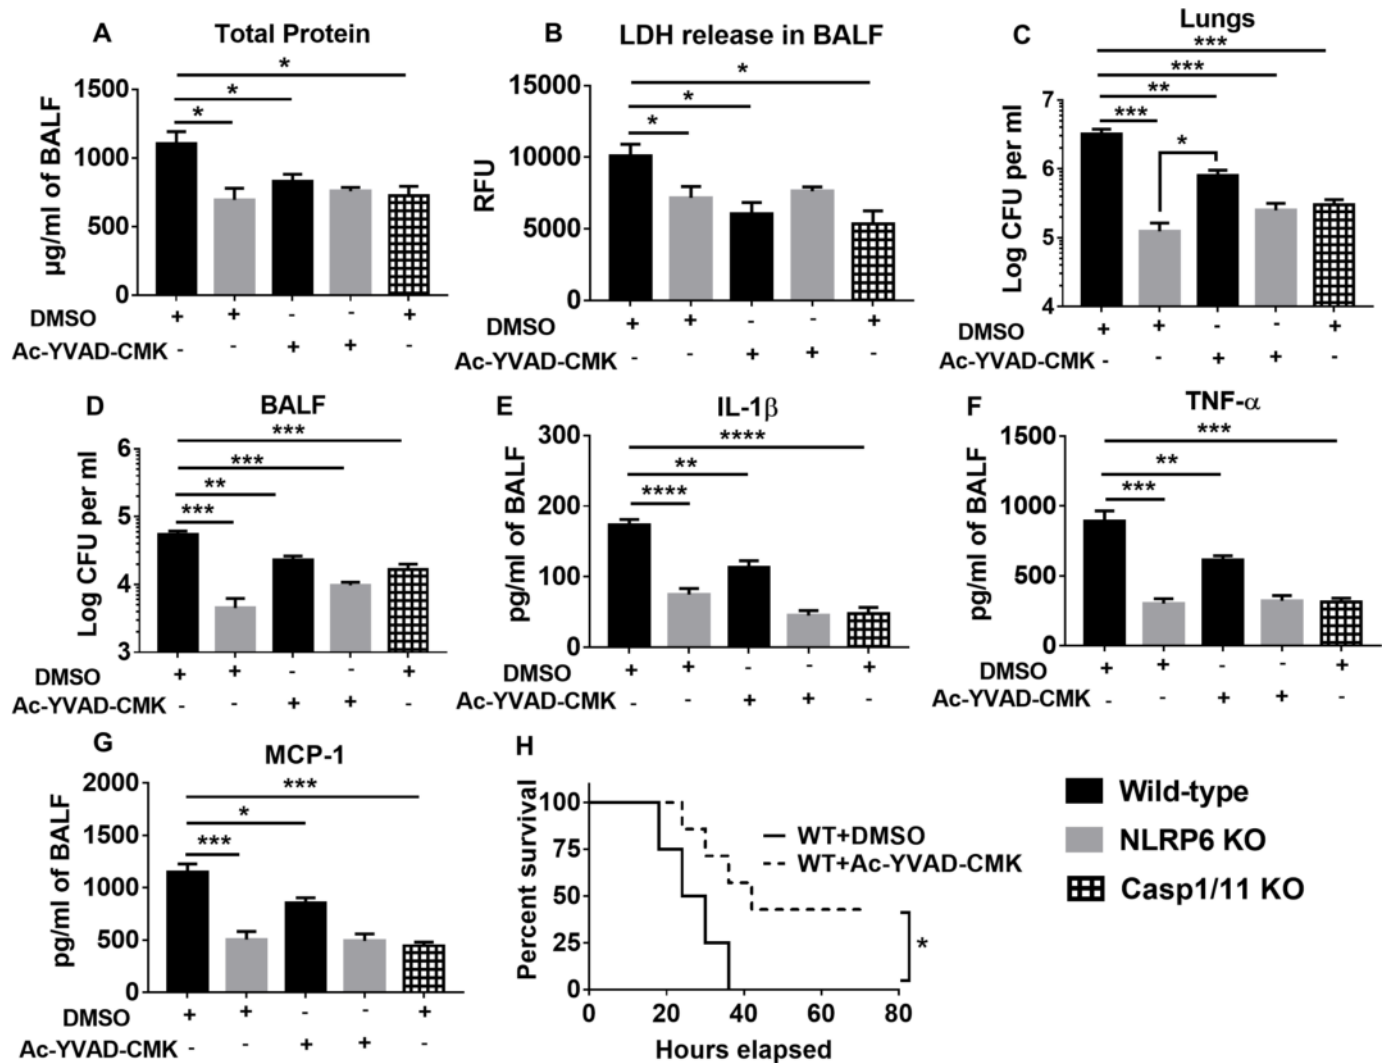 A
Total Protein
*
*
*
1500
1000
500
0
µg/ml of BALF
DMSO + + - - +
Ac-YVAD-CMK - - + + -
B
LDH release in BALF
*
*
*
15000
10000
5000
0
RFU
DMSO + + - - +
Ac-YVAD-CMK - - + + -
C
Lungs
***
***
**
***
*
7
6
5
4
Log CFU per ml
DMSO + + - - +
Ac-YVAD-CMK - - + + -
D
BALF
***
***
**
***
6
5
4
3
Log CFU per ml
DMSO + + - - +
Ac-YVAD-CMK - - + + -
E
IL-1β
****
**
****
300
200
100
0
pg/ml of BALF
DMSO + + - - +
Ac-YVAD-CMK - - + + -
F
TNF-α
***
**
***
1500
1000
500
0
pg/ml of BALF
DMSO + + - - +
Ac-YVAD-CMK - - + + -
G
MCP-1
***
*
***
2000
1500
1000
500
0
pg/ml of BALF
DMSO + + - - +
Ac-YVAD-CMK - - + + -
H
100
75
50
25
0
Percent survival
WT+DMSO
WT+Ac-YVAD-CMK
*
0 20 40 60 80
Hours elapsed
Wild-type
NLRP6 KO
Casp1/11 KO